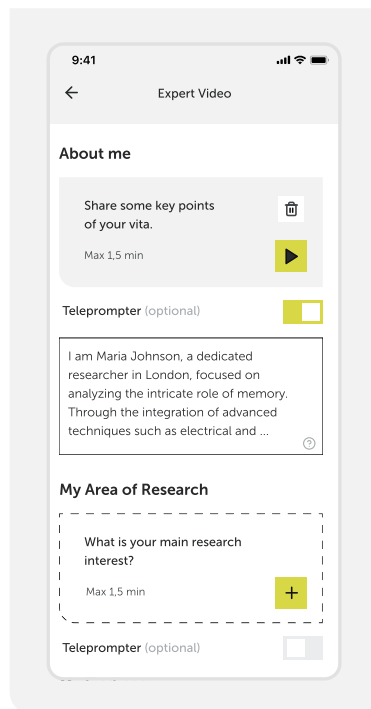 9:41
Expert Video
About me
Share some key points
of your vita.
Max 1,5 min
Teleprompter (optional)
I am Maria Johnson, a dedicated
researcher in London, focused on
analyzing the intricate role of memory.
Through the integration of advanced
techniques such as electrical and ...
?
My Area of Research
What is your main research
interest?
Max 1,5 min
Teleprompter (optional)